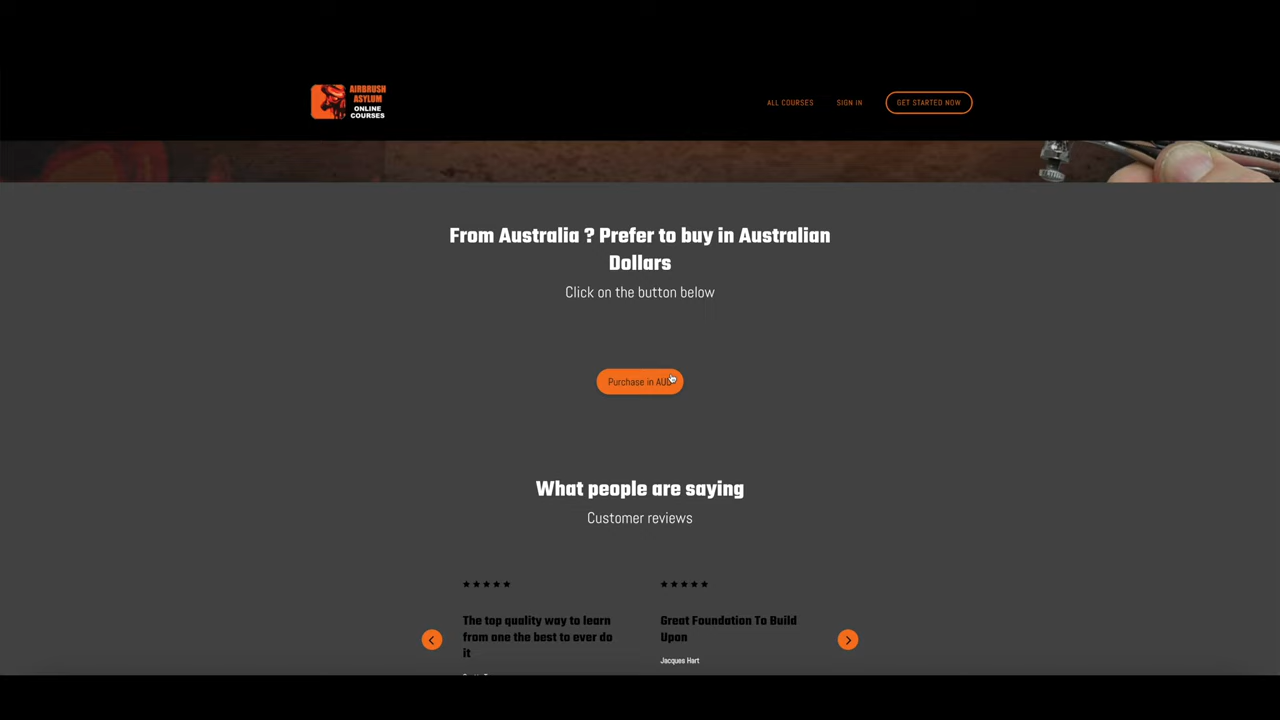 AIRBRUSH
ASYLUM
ONLINE
COURSES
ALL COURSES
SIGN IN
GET STARTED NOW
From Australia ? Prefer to buy in Australian
Dollars
Click on the button below
Purchase in AUD
What people are saying
Customer reviews
The top quality way to learn
from one the best to ever do
it
Great Foundation To Build
Upon
Jacques Hart